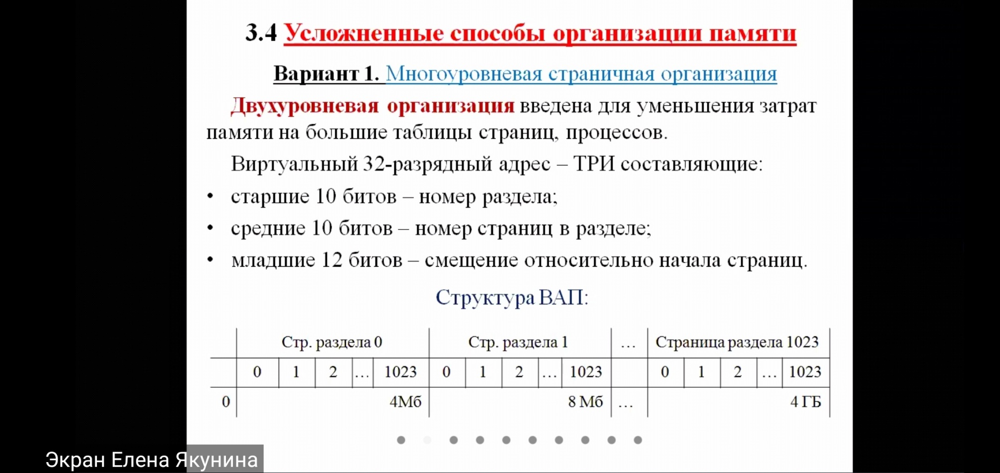 3.4 Усложненные способы организации памяти
Вариант 1. Многоуровневая страничная организация
Двухуровневая организация введена для уменьшения затрат
памяти на большие таблицы страниц, процессов.
Виртуальный 32-разрядный адрес – ТРИ составляющие:
• старшие 10 битов – номер раздела;
• средние 10 битов – номер страниц в разделе;
• младшие 12 битов – смещение относительно начала страниц.
Структура ВАП:
Стр. раздела 0 Стр. раздела 1 ... Страница раздела 1023
0 1 2 ... 1023 0 1 2 ... 1023 0 1 2 ... 1023
0 4Мб 8 Мб ... 4 ГБ
Экран Елена Якунина